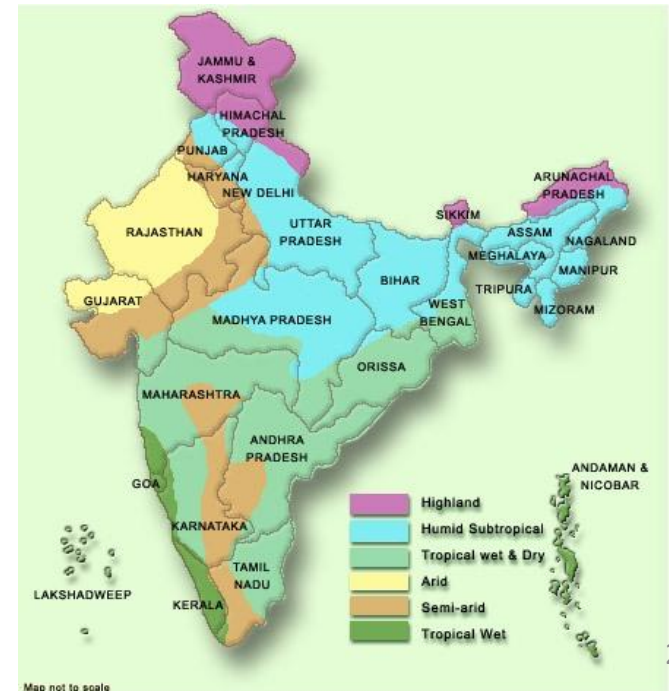 JAMMU &
KASHMIR
HIMACHAL
PRADESH
PUNJAB
HARYANA
NEW DELHI
ARUNACHAL
PRADESH
SIKKIM
RAJASTHAN
UTTAR
PRADESH
ASSAM
NAGALAND
MEGHALAYA
BIHAR
MANIPUR
GUJARAT
TRIPURA
MADHYA PRADESH
WEST
BENGAL
MIZORAM
ORISSA
MAHARASHTRA
ANDHRA
PRADESH
ANDAMAN &
NICOBAR
GOA
KARNATAKA
TAMIL
NADU
LAKSHADWEEP
KERALA
Highland
Humid Subtropical
Tropical wet & Dry
Arid
Semi-arid
Tropical Wet
Map not to scale